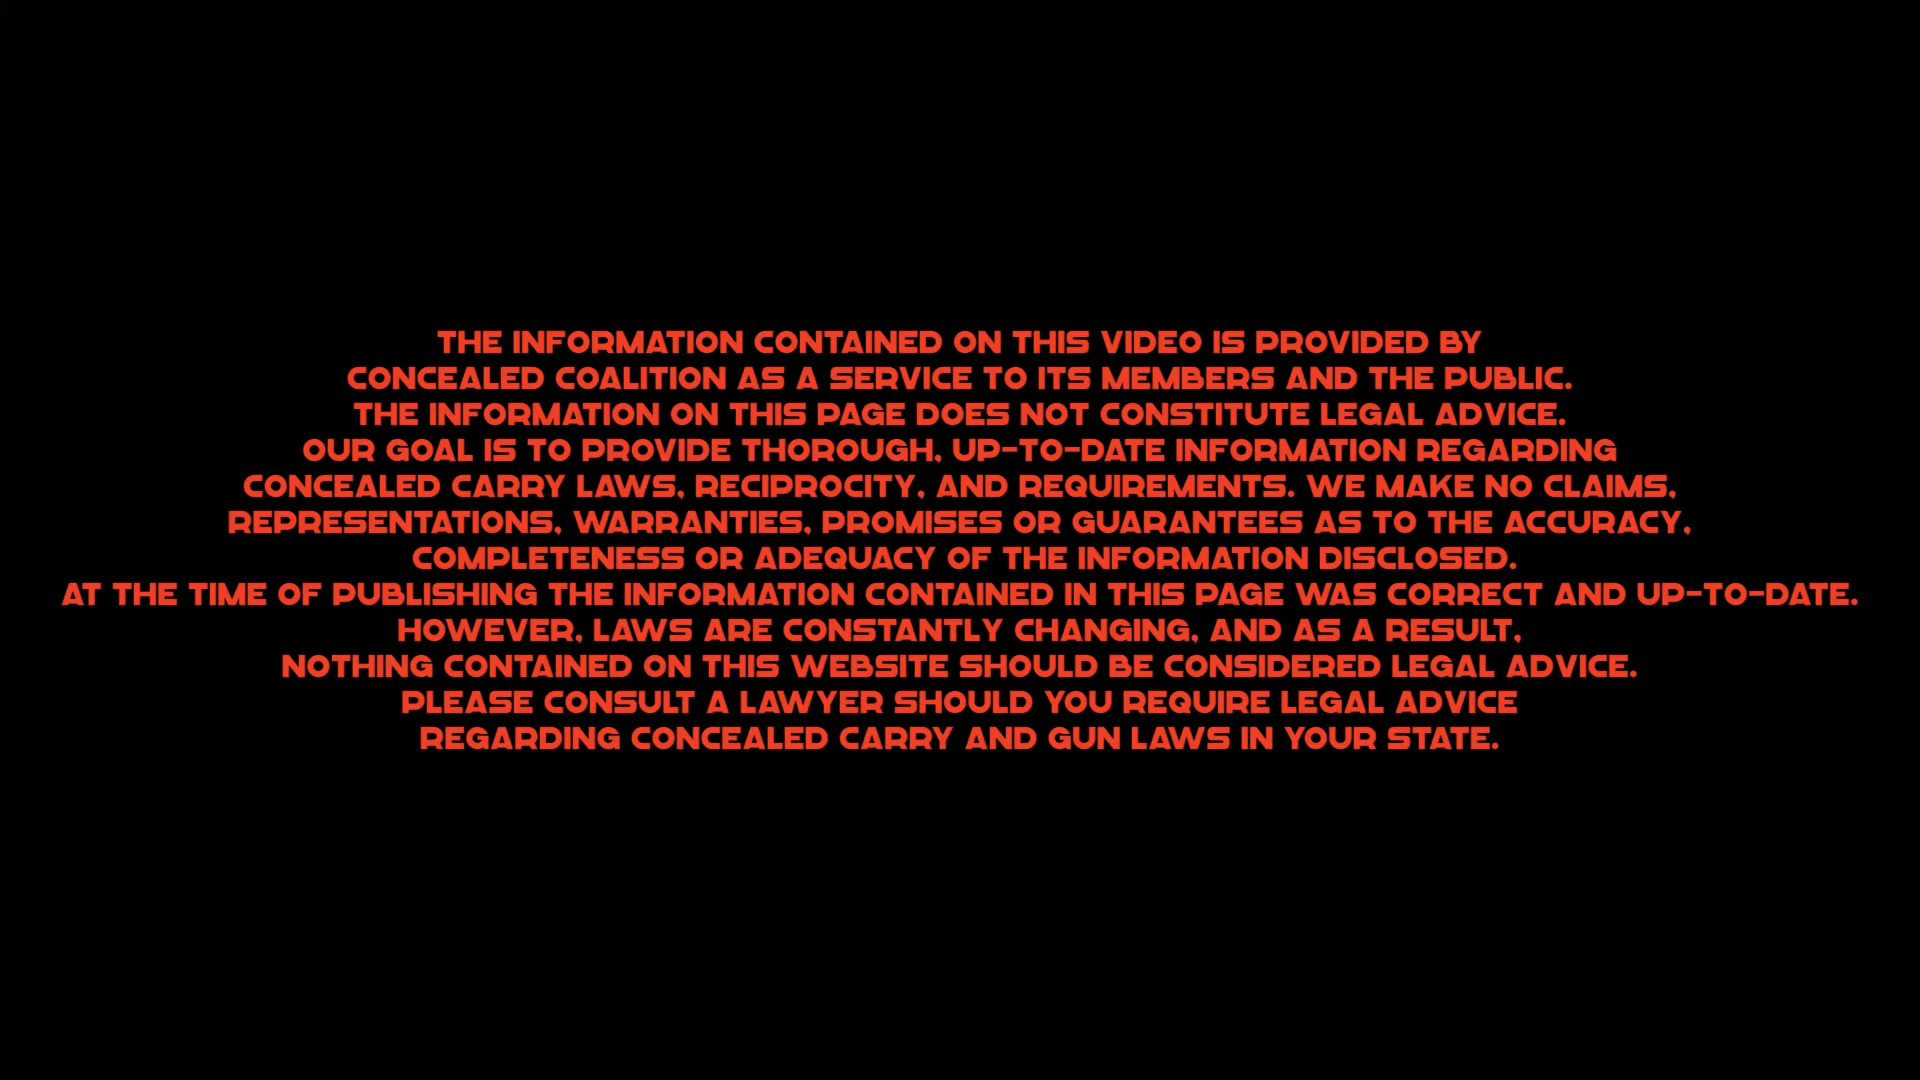 THE INFORMATION CONTAINED ON THIS VIDEO IS PROVIDED BY
CONCEALED COALITION AS A SERVICE TO ITS MEMBERS AND THE PUBLIC.
THE INFORMATION ON THIS PAGE DOES NOT CONSTITUTE LEGAL ADVICE.
OUR GOAL IS TO PROVIDE THOROUGH, UP-TO-DATE INFORMATION REGARDING
CONCEALED CARRY LAWS, RECIPROCITY, AND REQUIREMENTS. WE MAKE NO CLAIMS,
REPRESENTATIONS, WARRANTIES, PROMISES OR GUARANTEES AS TO THE ACCURACY,
COMPLETENESS OR ADEQUACY OF THE INFORMATION DISCLOSED.
AT THE TIME OF PUBLISHING THE INFORMATION CONTAINED IN THIS PAGE WAS CORRECT AND UP-TO-DATE.
HOWEVER, LAWS ARE CONSTANTLY CHANGING, AND AS A RESULT,
NOTHING CONTAINED ON THIS WEBSITE SHOULD BE CONSIDERED LEGAL ADVICE.
PLEASE CONSULT A LAWYER SHOULD YOU REQUIRE LEGAL ADVICE
REGARDING CONCEALED CARRY AND GUN LAWS IN YOUR STATE.